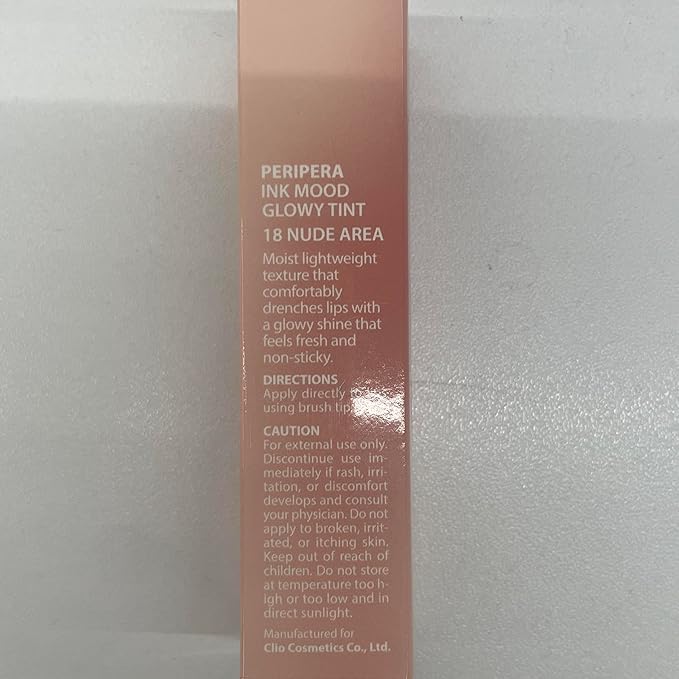 PERIPERA
INK MOOD
GLOWY TINT
18 NUDE AREA
Moist lightweight
texture that
comfortably
drenches lips with
a glowy shine that
feels fresh and
non-sticky.
DIRECTIONS
Apply directly
using brush tip
CAUTION
For external use only.
Discontinue use im-
mediately if rash, irri-
tation, or discomfort
develops and consult
your physician. Do not
apply to broken, irrit-
ated, or itching skin.
Keep out of reach of
children. Do not store
at temperature too h-
igh or too low and in
direct sunlight.
Manufactured for
Clio Cosmetics Co., Ltd.